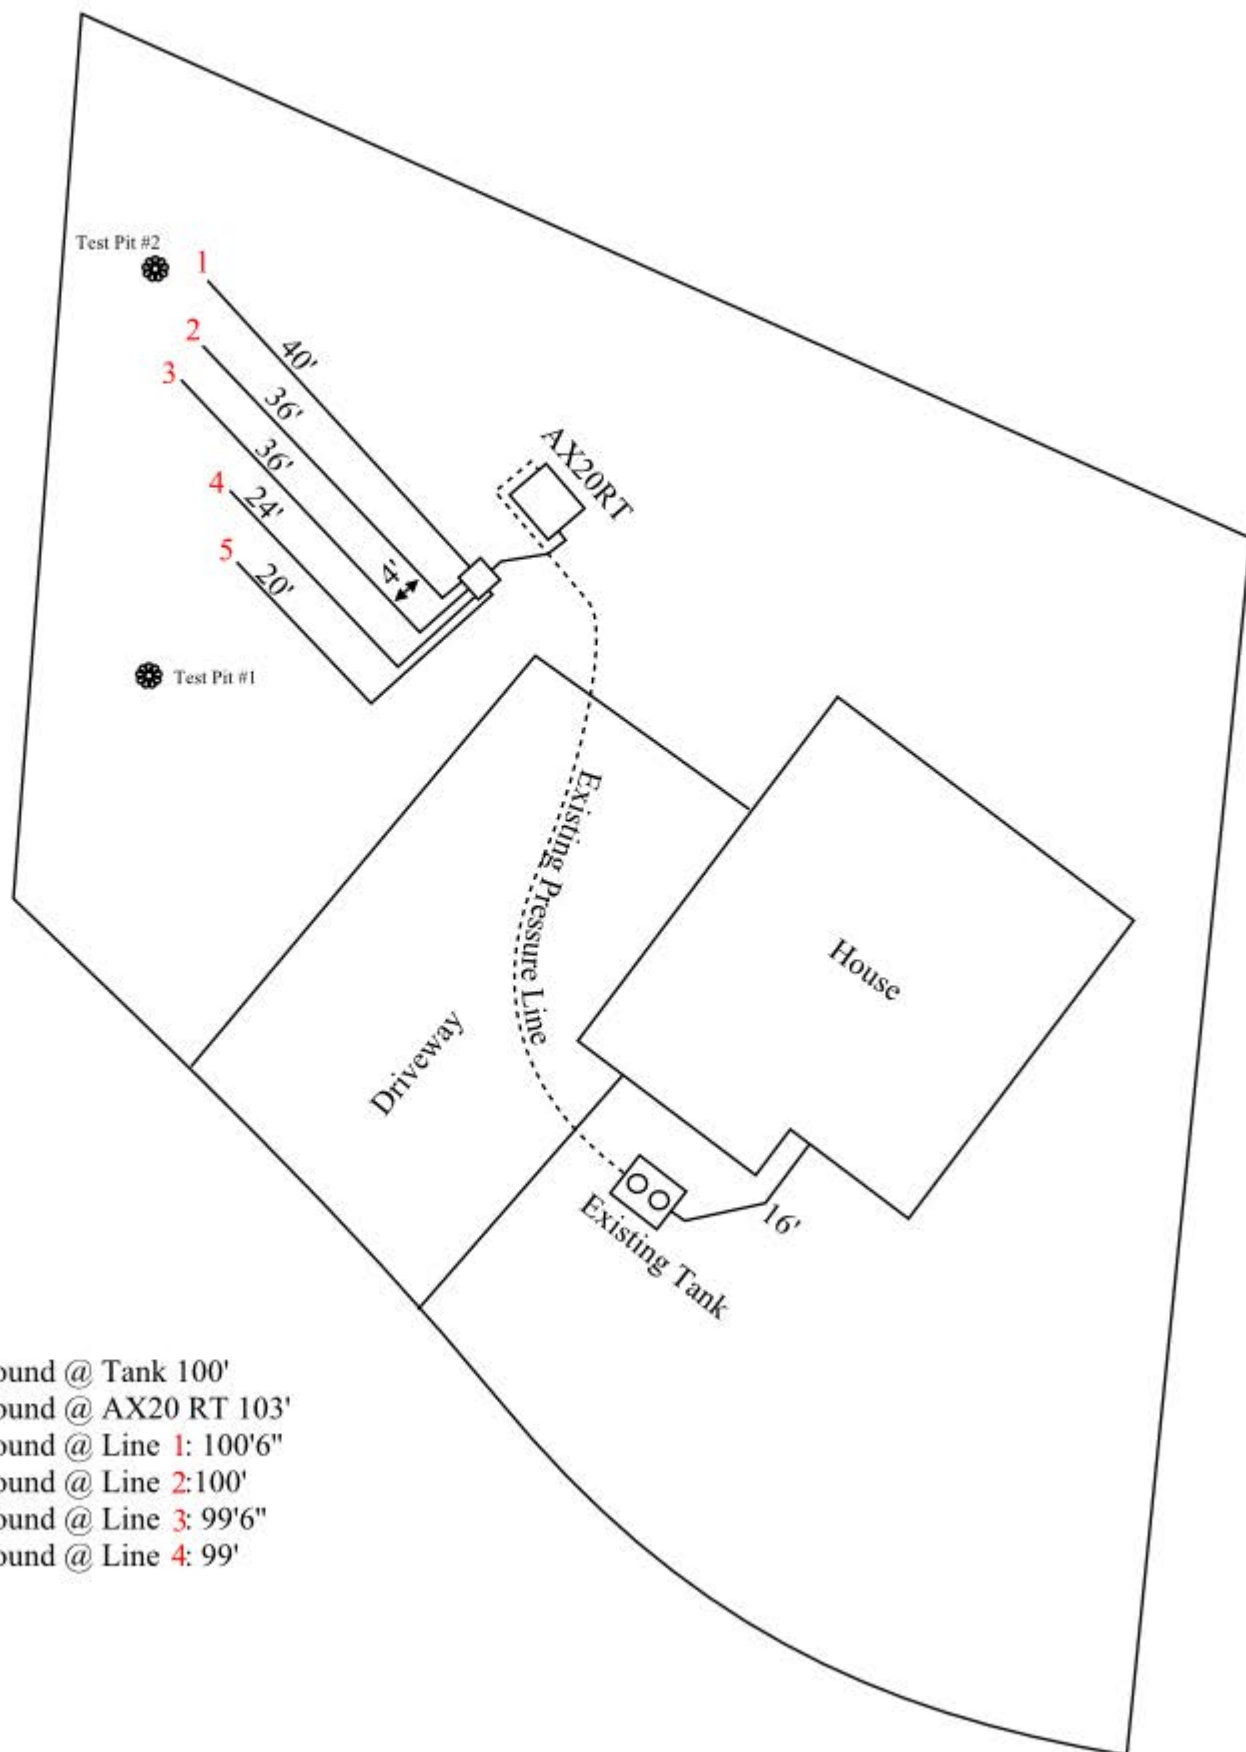 Test Pit #2
1
2
3
40'
36'
36'
4
24'
5
20'
4'
AX20RT
Test Pit #1
Existing Pressure Line
House
Driveway
16'
Existing Tank
ound @ Tank 100'
ound @ AX20 RT 103'
ound @ Line 1: 100'6"
ound @ Line 2:100'
ound @ Line 3: 99'6"
ound @ Line 4: 99'